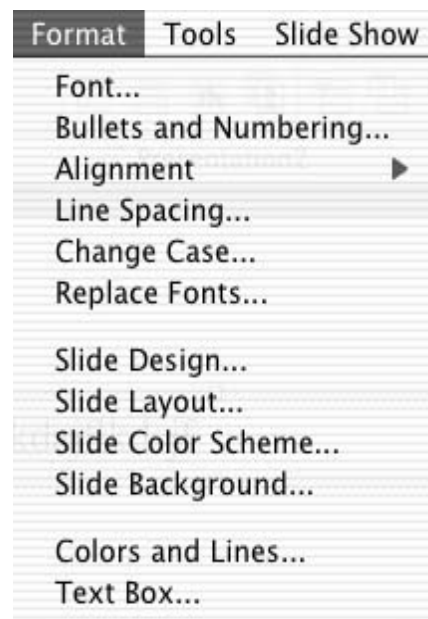 Format Tools Slide Show
Font...
Bullets and Numbering...
Alignment
Line Spacing...
Change Case...
Replace Fonts...
Slide Design...
Slide Layout...
Slide Color Scheme...
Slide Background...
Colors and Lines...
Text Box...